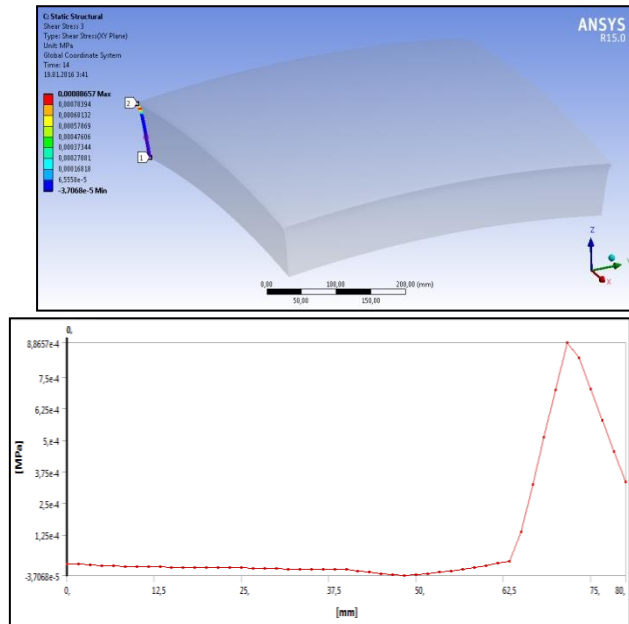 C: Static Structural
Shear Stress 3
Type: Shear Stress(XY Plane)
Unit: MPa
Global Coordinate System
Time: 14
19.01.2016 3:41
0,00088657 Max
0,00078394
0,00068132
0,00057869
0,00047606
0,00037344
0,00027081
0,00016818
6,5558e-5
-3,7068e-5 Min
ANSYS
R15.0
2
1
Z
Y
X
0,00 100,00 200,00 (mm)
50,00 150,00
0,
8,8657e-4
7,5e-4
6,25e-4
5,e-4
3,75e-4
2,5e-4
1,25e-4
-3,7068e-5
[MPa]
0, 12,5 25, 37,5 50, 62,5 75, 80,
[mm]